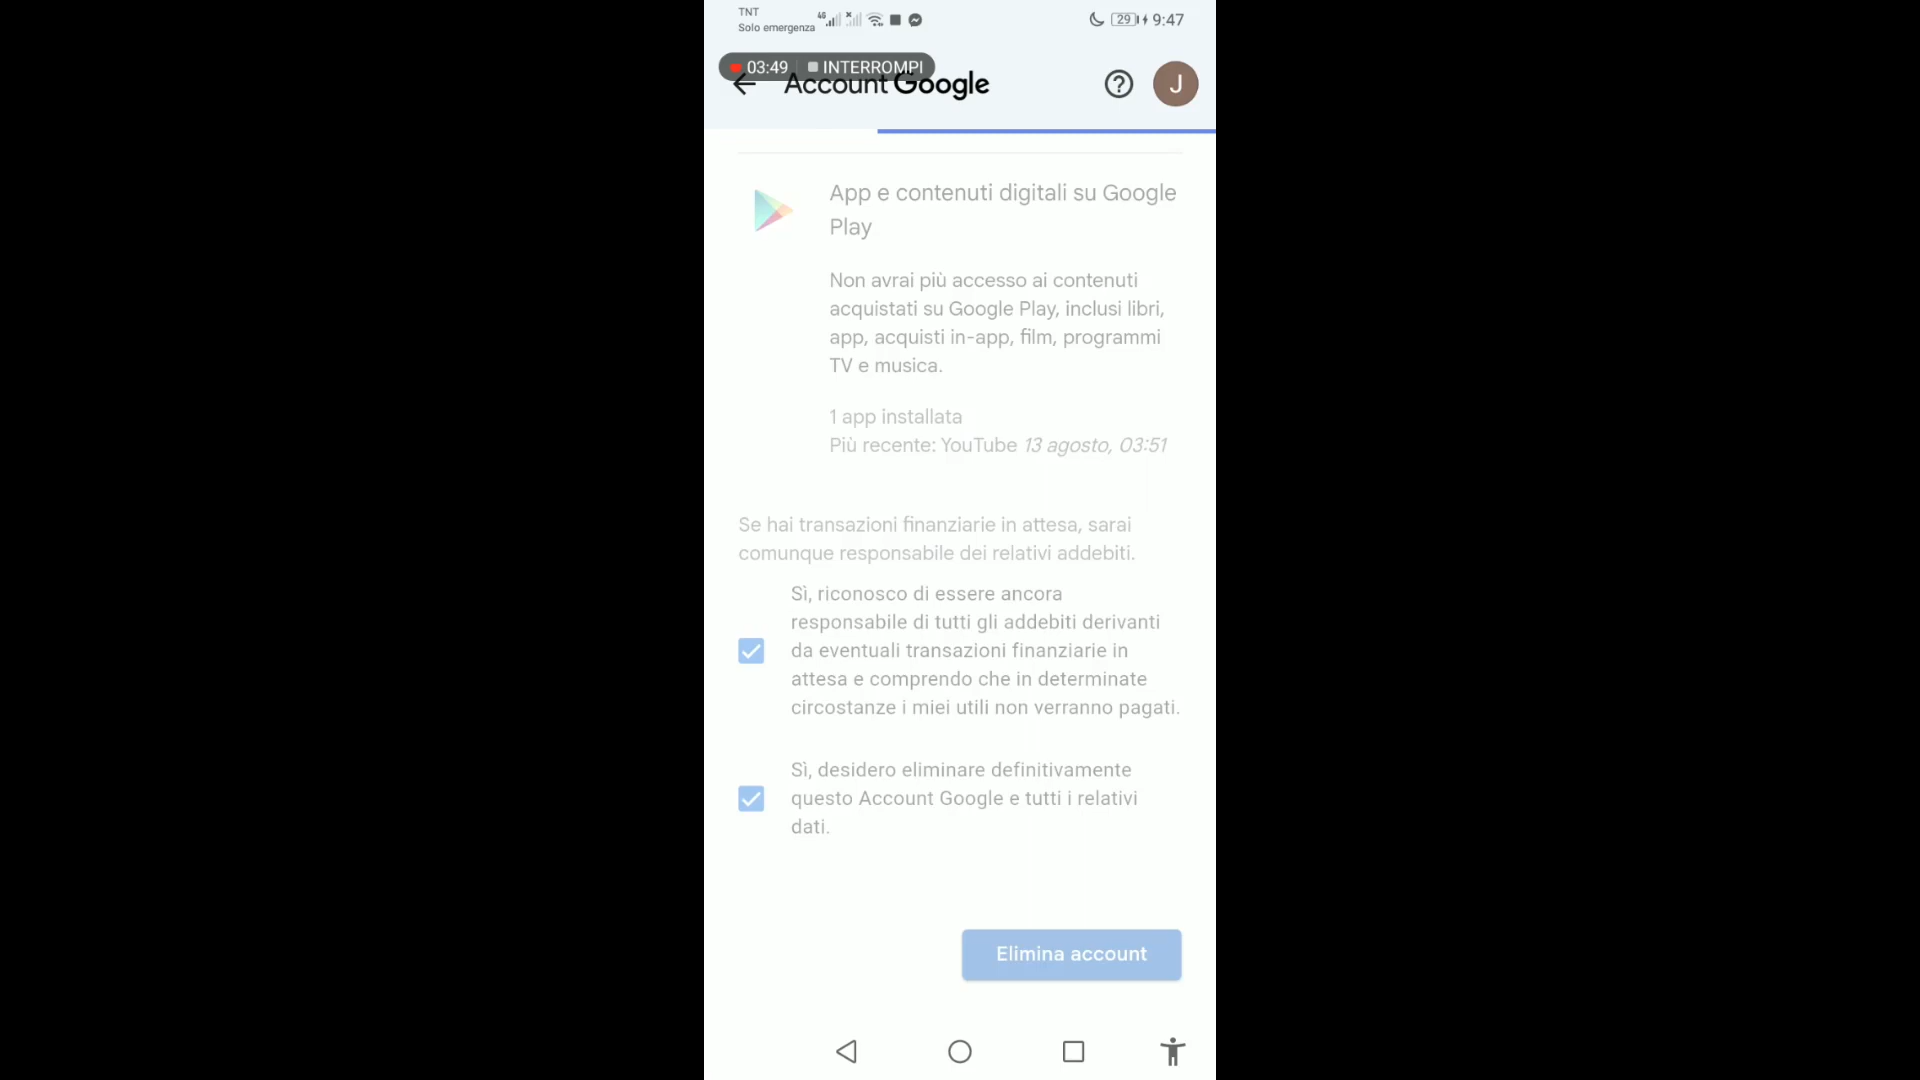 TNT
Solo emergenza
4G
29
9:47
03:49
INTERROMPI
Account Google
J
App e contenuti digitali su Google
Play
Non avrai più accesso ai contenuti
acquistati su Google Play, inclusi libri,
app, acquisti in-app, film, programmi
TV e musica.
1 app installata
Più recente: YouTube 13 agosto, 03:51
Se hai transazioni finanziarie in attesa, sarai
comunque responsabile dei relativi addebiti.
Sì, riconosco di essere ancora
responsabile di tutti gli addebiti derivanti
da eventuali transazioni finanziarie in
attesa e comprendo che in determinate
circostanze i miei utili non verranno pagati.
Sì, desidero eliminare definitivamente
questo Account Google e tutti i relativi
dati.
Elimina account